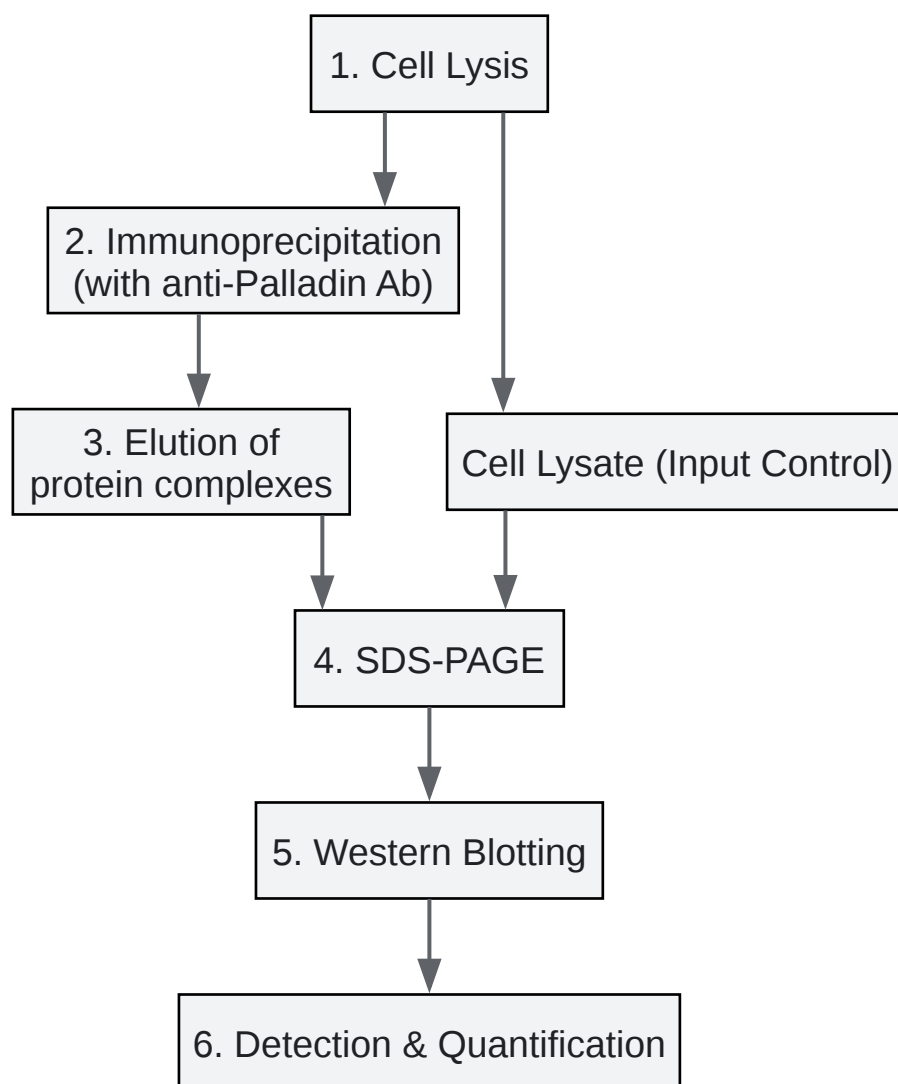 1. Cell Lysis
2. Immunoprecipitation
(with anti-Palladin Ab)
3. Elution of
protein complexes
Cell Lysate (Input Control)
4. SDS-PAGE
5. Western Blotting
6. Detection & Quantification